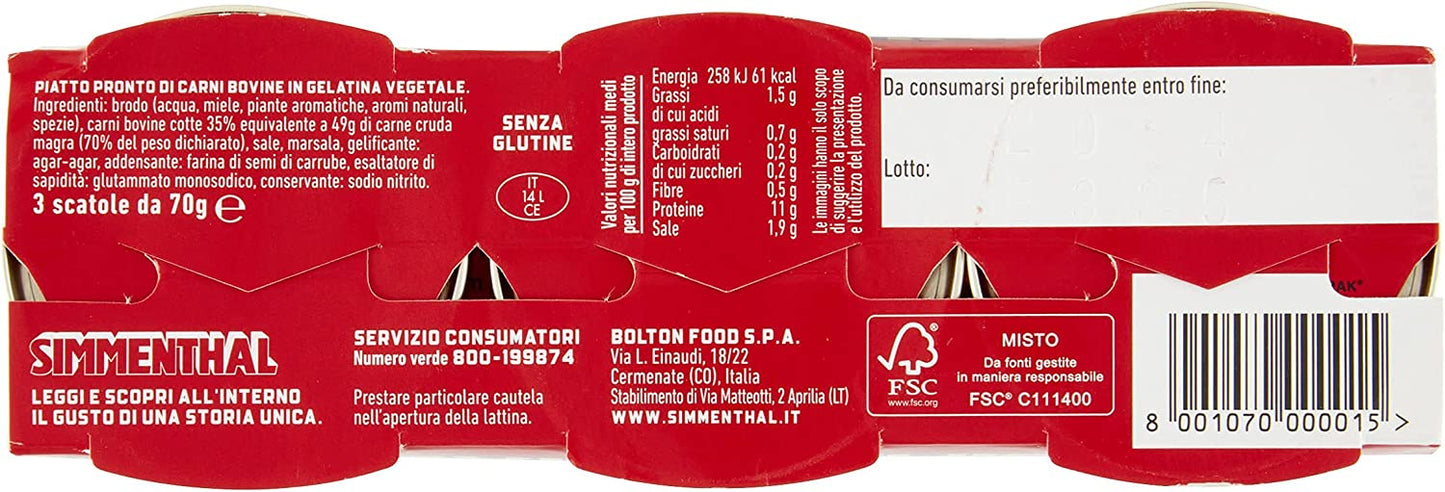 PIATTO PRONTO DI CARNI BOVINE IN GELATINA VEGETALE.
Ingredienti: brodo (acqua, miele, piante aromatiche, aromi naturali,
spezie), carni bovine cotte 35% equivalente a 49g di carne cruda
magra (70% del peso dichiarato), sale, marsala, gelificante:
agar-agar, addensante: farina di semi di carrube, esaltatore di
sapidità: glutammato monosodico, conservante: sodio nitrito.
3 scatole da 70g e
SENZA
GLUTINE
IT
14 L
CE
Valori nutrizionali medi
per 100 g di intero prodotto
Energia 258 kJ 61 kcal
Grassi 1,5 g
di cui acidi
grassi saturi 0,7 g
Carboidrati 0,2 g
di cui zuccheri 0,2 g
Fibre 0,5 g
Proteine 11 g
Sale 1,9 g
Le immagini hanno il solo scopo
di suggerire la presentazione
e l'utilizzo del prodotto.
Da consumarsi preferibilmente entro fine:
Lotto:
SIMMENTHAL
LEGGI E SCOPRI ALL'INTERNO
IL GUSTO DI UNA STORIA UNICA.
SERVIZIO CONSUMATORI
Numero verde 800-199874
Prestare particolare cautela
nell'apertura della lattina.
BOLTON FOOD S.P.A.
Via L. Einaudi, 18/22
Cermenate (CO), Italia
Stabilimento di Via Matteotti, 2 Aprilia (LT)
WWW.SIMMENTHAL.IT
FSC
www.fsc.org
MISTO
Da fonti gestite
in maniera responsabile
FSC® C111400
8 001070 000015 >